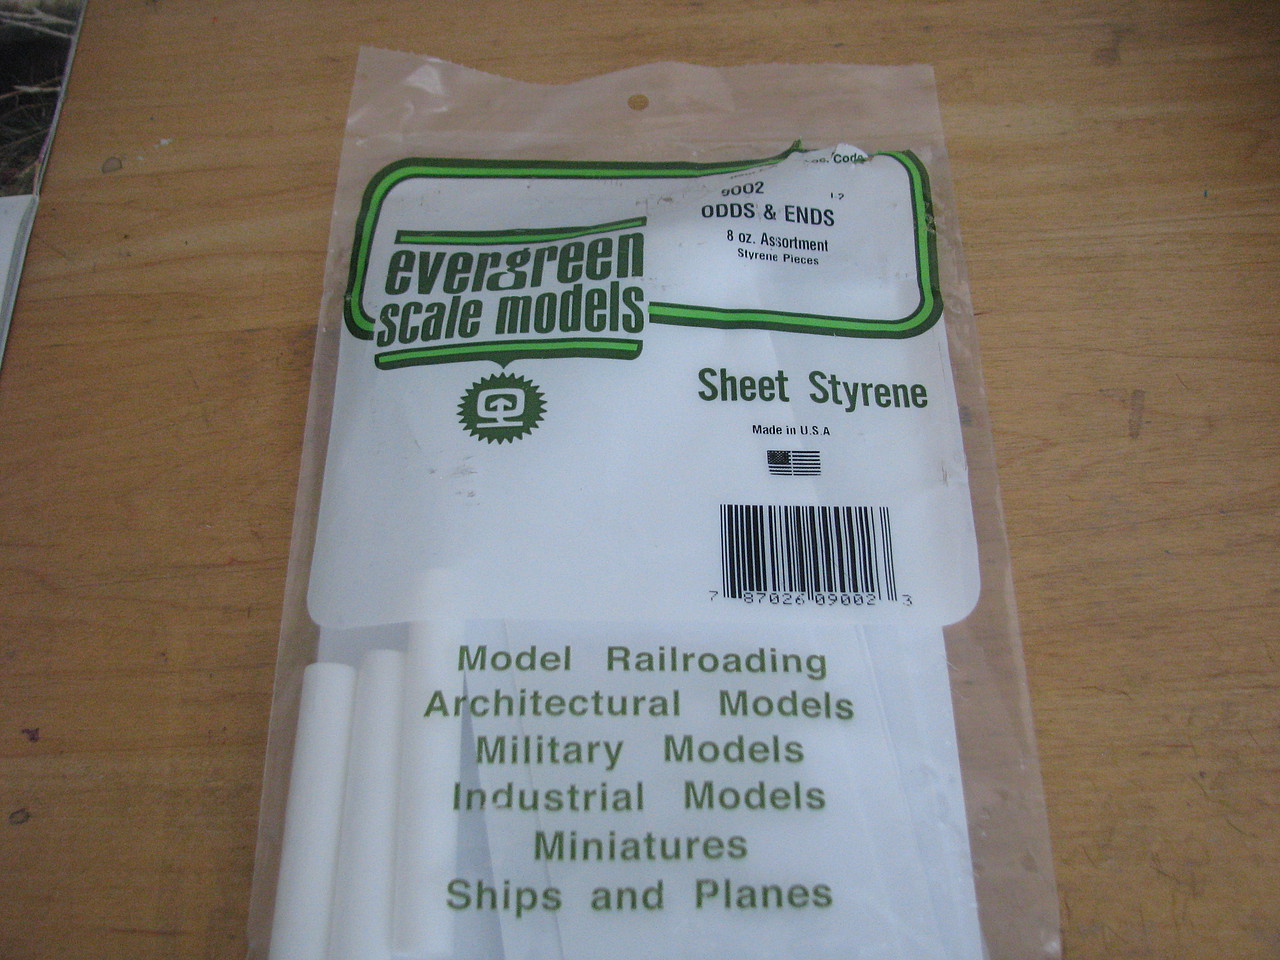 Code
9002
ODDS & ENDS
8 oz. Assortment
Styrene Pieces
evergreen
scale models
Sheet Styrene
Made in U.S.A
7 87026 09002 3
Model Railroading
Architectural Models
Military Models
Industrial Models
Miniatures
Ships and Planes